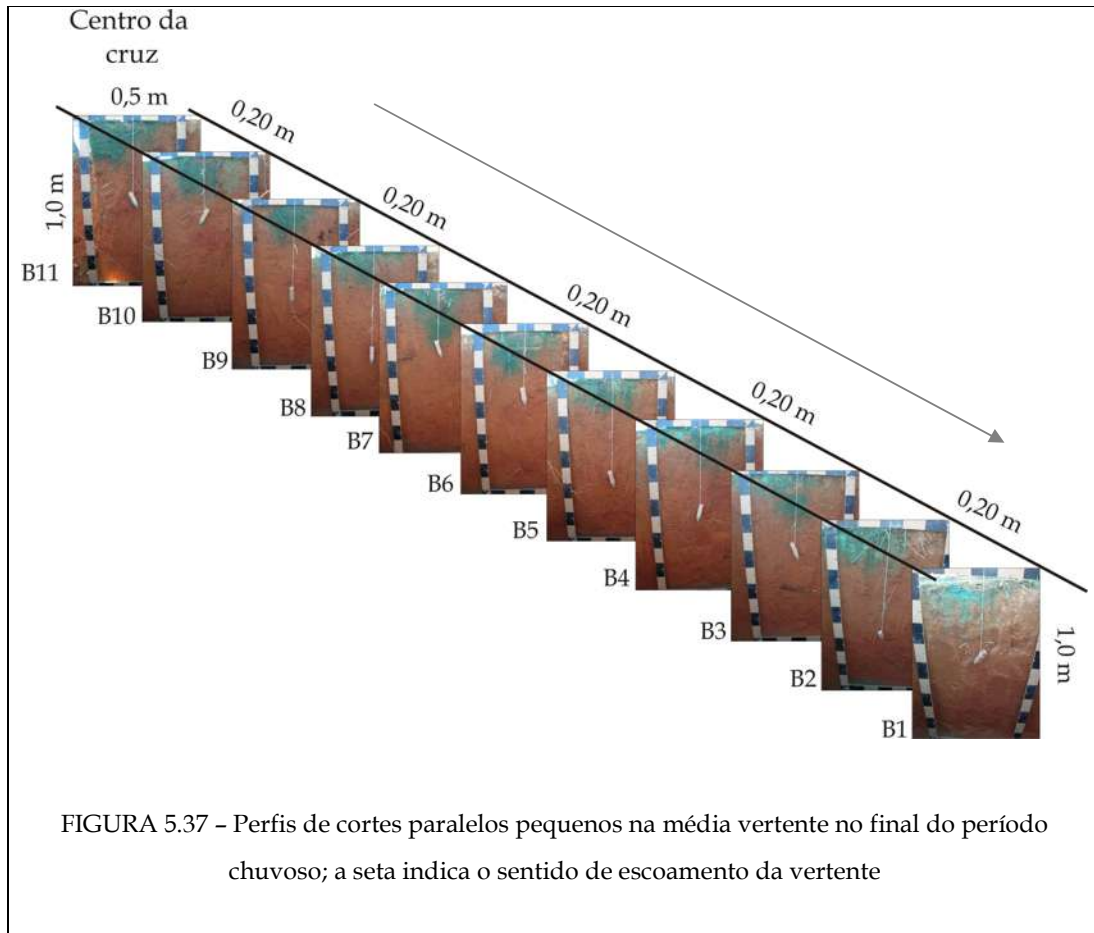 Centro da
cruz
0,5 m
0,20 m
0,20 m
0,20 m
0,20 m
0,20 m
1,0 m
B11
B10
B9
B8
B7
B6
B5
B4
B3
B2
B1
1,0 m
FIGURA 5.37 – Perfis de cortes paralelos pequenos na média vertente no final do período
chuvoso; a seta indica o sentido de escoamento da vertente